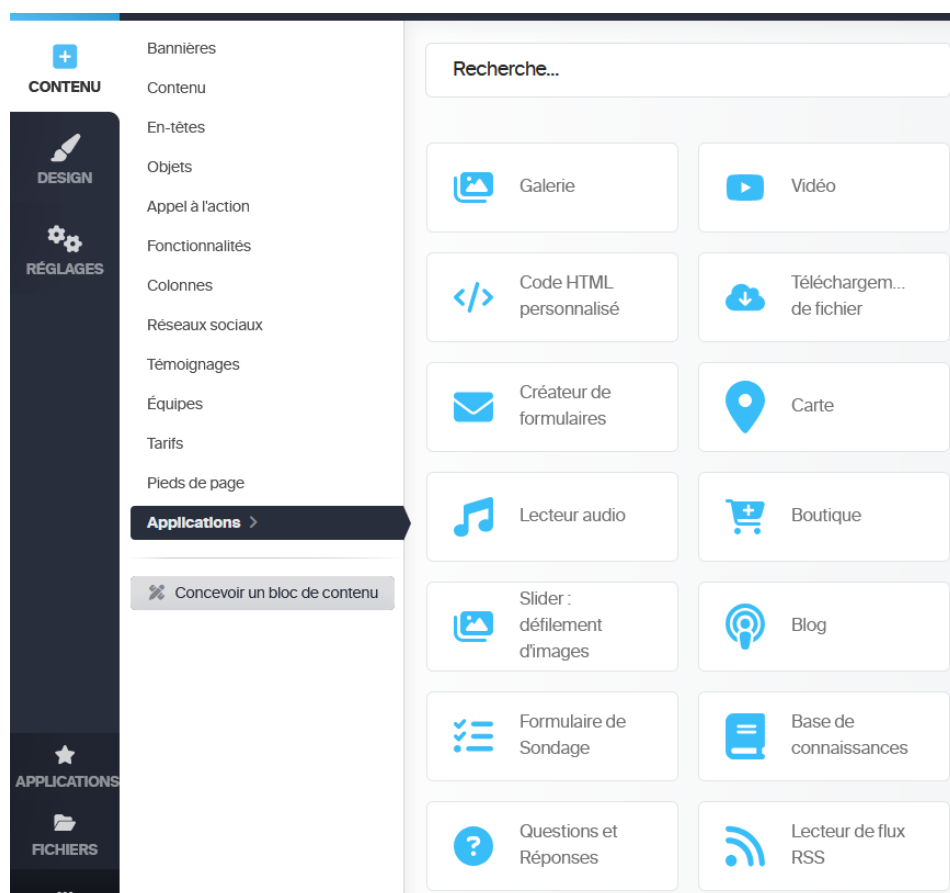 CONTENU
DESIGN
RÉGLAGES
APPLICATIONS
FICHIERS
Bannières
Contenu
En-têtes
Objets
Appel à l'action
Fonctionnalités
Colonnes
Réseaux sociaux
Témoignages
Équipes
Tarifs
Pieds de page
Applications
Concevoir un bloc de contenu
Recherche...
Galerie
Vidéo
Code HTML
personnalisé
Téléchargem...
de fichier
Créateur de
formulaires
Carte
Lecteur audio
Boutique
Slider :
défilement
d'images
Blog
Formulaire de
Sondage
Base de
connaissances
Questions et
Réponses
Lecteur de flux
RSS